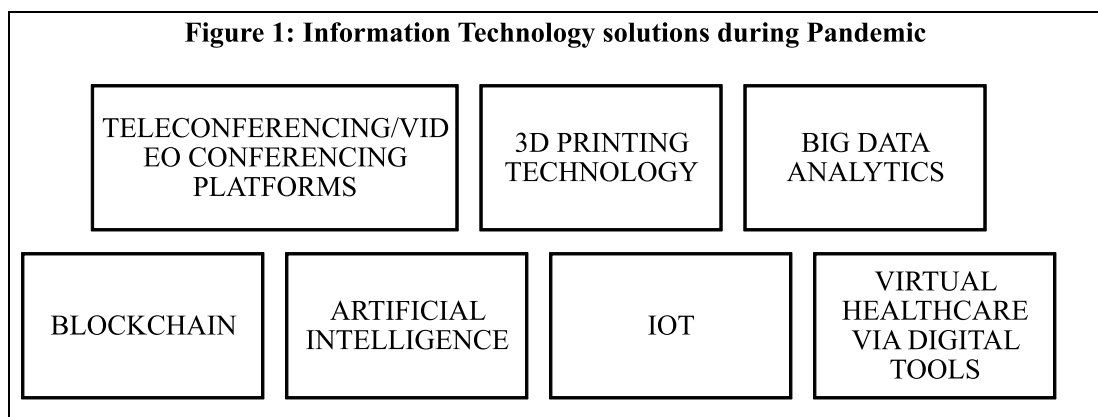 Figure 1: Information Technology solutions during Pandemic
TELECONFERENCING/VID
EO CONFERENCING
PLATFORMS
3D PRINTING
TECHNOLOGY
BIG DATA
ANALYTICS
BLOCKCHAIN
ARTIFICIAL
INTELLIGENCE
IOT
VIRTUAL
HEALTHCARE
VIA DIGITAL
TOOLS